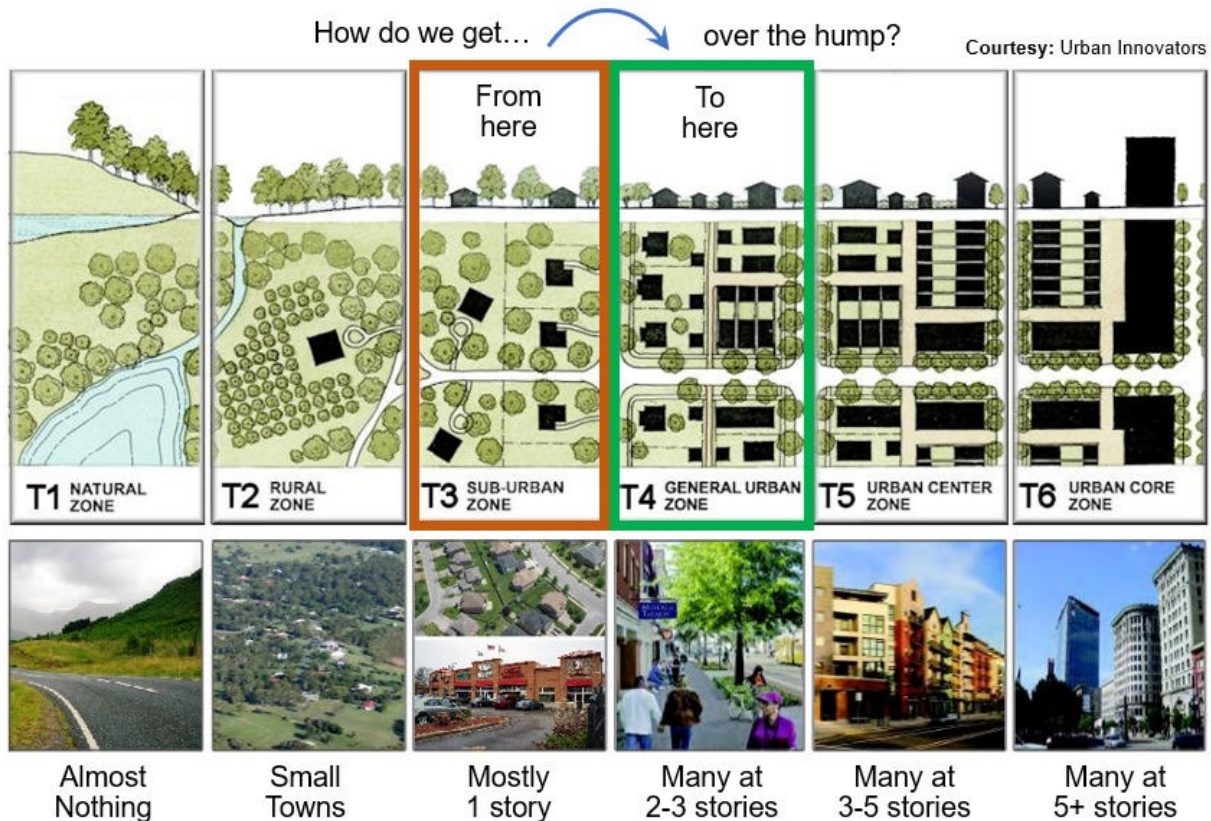 How do we get… over the hump?
Courtesy: Urban Innovators
From
here
To
here
T1 NATURAL
ZONE
T2 RURAL
ZONE
T3 SUB-URBAN
ZONE
T4 GENERAL URBAN
ZONE
T5 URBAN CENTER
ZONE
T6 URBAN CORE
ZONE
Almost
Nothing
Small
Towns
Mostly
1 story
Many at
2-3 stories
Many at
3-5 stories
Many at
5+ stories